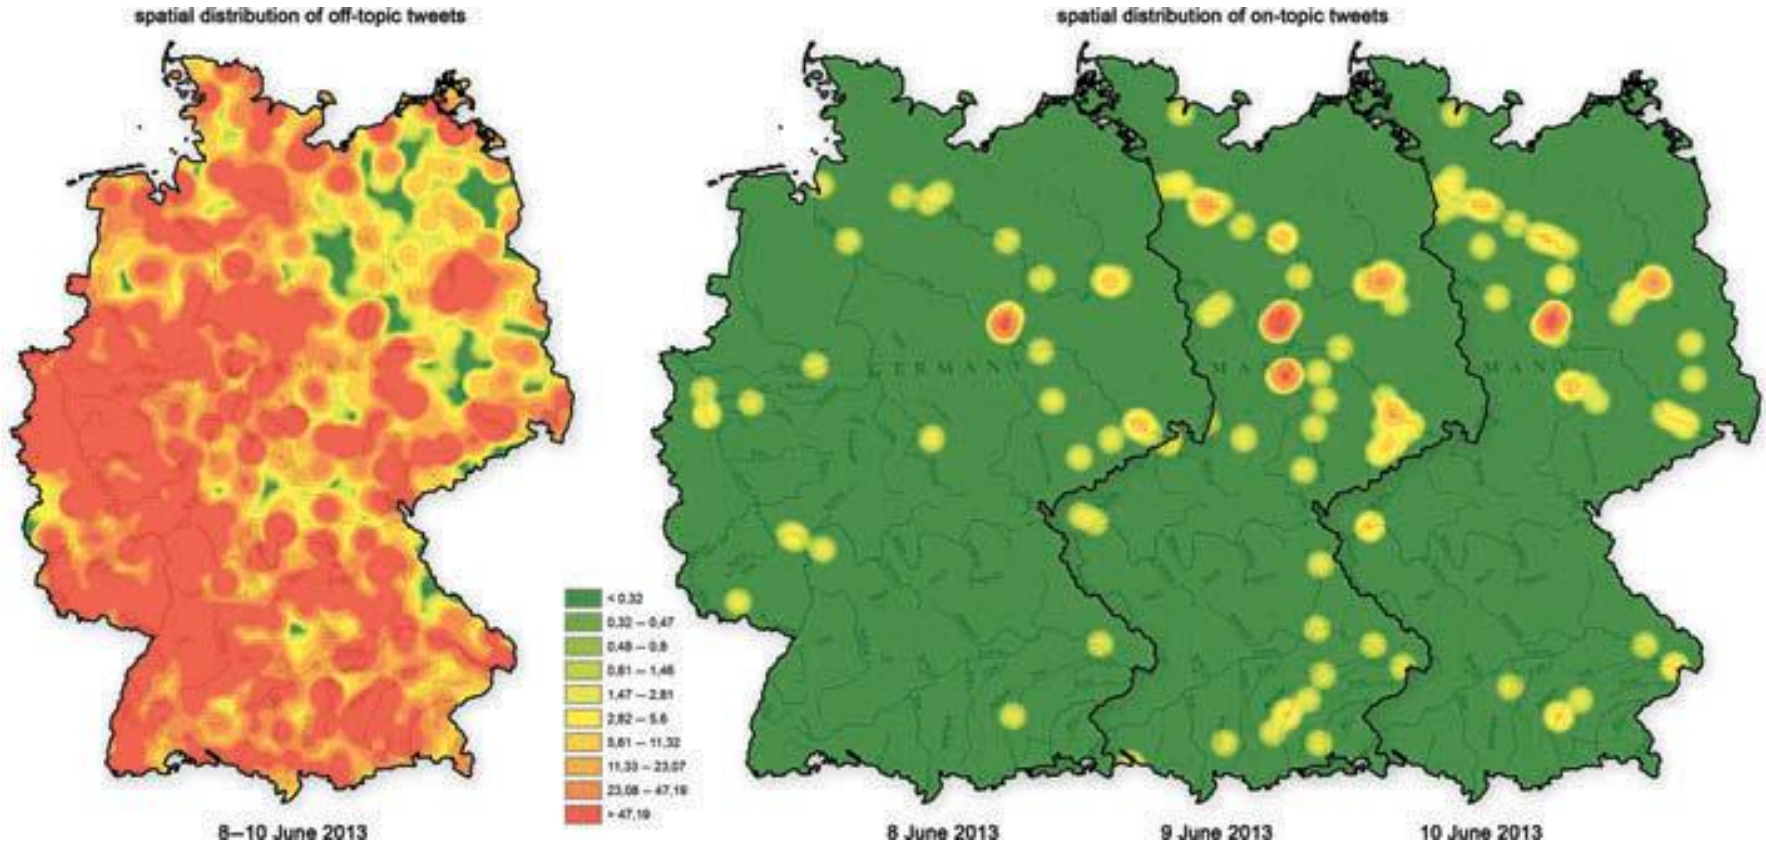 spatial distribution of off-topic tweets
spatial distribution of on-topic tweets
GERMANY
MA
MANY
< 0,32
0,32 – 0,47
0,48 – 0,8
0,81 – 1,46
1,47 – 2,81
2,82 – 5,6
5,61 – 11,32
11,33 – 23,07
23,08 – 47,19
> 47,19
8–10 June 2013
8 June 2013
9 June 2013
10 June 2013